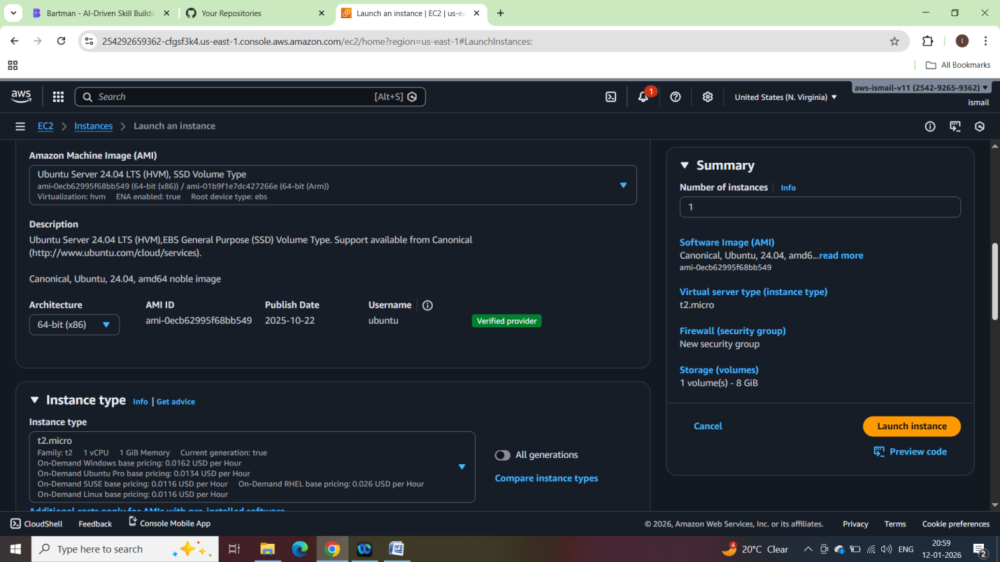 Bartman - AI-Driven Skill Buildin
Your Repositories
Launch an instance | EC2 | us-ea
254292659362-cfgsf3k4.us-east-1.console.aws.amazon.com/ec2/home?region=us-east-1#LaunchInstances:
I
All Bookmarks
aws
Search
[Alt+S]
1
United States (N. Virginia)
aws-ismail-v11 (2542-9265-9362)
ismail
EC2
Instances
Launch an instance
Amazon Machine Image (AMI)
Ubuntu Server 24.04 LTS (HVM), SSD Volume Type
ami-0ecb62995f68bb549 (64-bit (x86)) / ami-01b9f1e7dc427266e (64-bit (Arm))
Virtualization: hvm ENA enabled: true Root device type: ebs
Description
Ubuntu Server 24.04 LTS (HVM),EBS General Purpose (SSD) Volume Type. Support available from Canonical
(http://www.ubuntu.com/cloud/services).
Canonical, Ubuntu, 24.04, amd64 noble image
Architecture AMI ID Publish Date Username
64-bit (x86) ami-0ecb62995f68bb549 2025-10-22 ubuntu Verified provider
Instance type Info | Get advice
Instance type
t2.micro
Family: t2 1 vCPU 1 GiB Memory Current generation: true
On-Demand Windows base pricing: 0.0162 USD per Hour
On-Demand Ubuntu Pro base pricing: 0.0134 USD per Hour
On-Demand SUSE base pricing: 0.0116 USD per Hour On-Demand RHEL base pricing: 0.026 USD per Hour
On-Demand Linux base pricing: 0.0116 USD per Hour
All generations
Compare instance types
Additional costs apply for AMIs with pre-installed software
Summary
Number of instances Info
1
Software Image (AMI)
Canonical, Ubuntu, 24.04, amd6...read more
ami-0ecb62995f68bb549
Virtual server type (instance type)
t2.micro
Firewall (security group)
New security group
Storage (volumes)
1 volume(s) - 8 GiB
Cancel
Launch instance
Preview code
CloudShell Feedback Console Mobile App
© 2026, Amazon Web Services, Inc. or its affiliates. Privacy Terms Cookie preferences
Type here to search
4
20°C Clear
ENG
20:59
12-01-2026
2